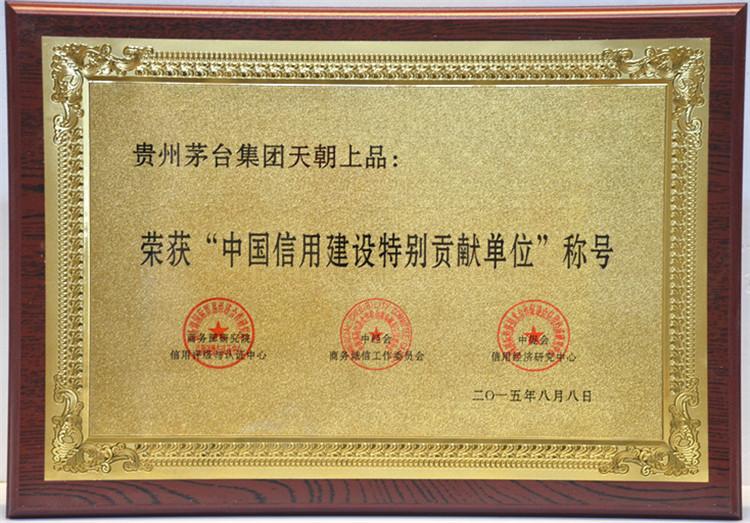 贵州茅台集团天朝上品：
荣获“中国信用建设特别贡献单位”称号
商务部研究院
信用评级与认证中心
中促会
商务诚信工作委员会
中促会
信用经济研究中心
二〇一五年八月八日